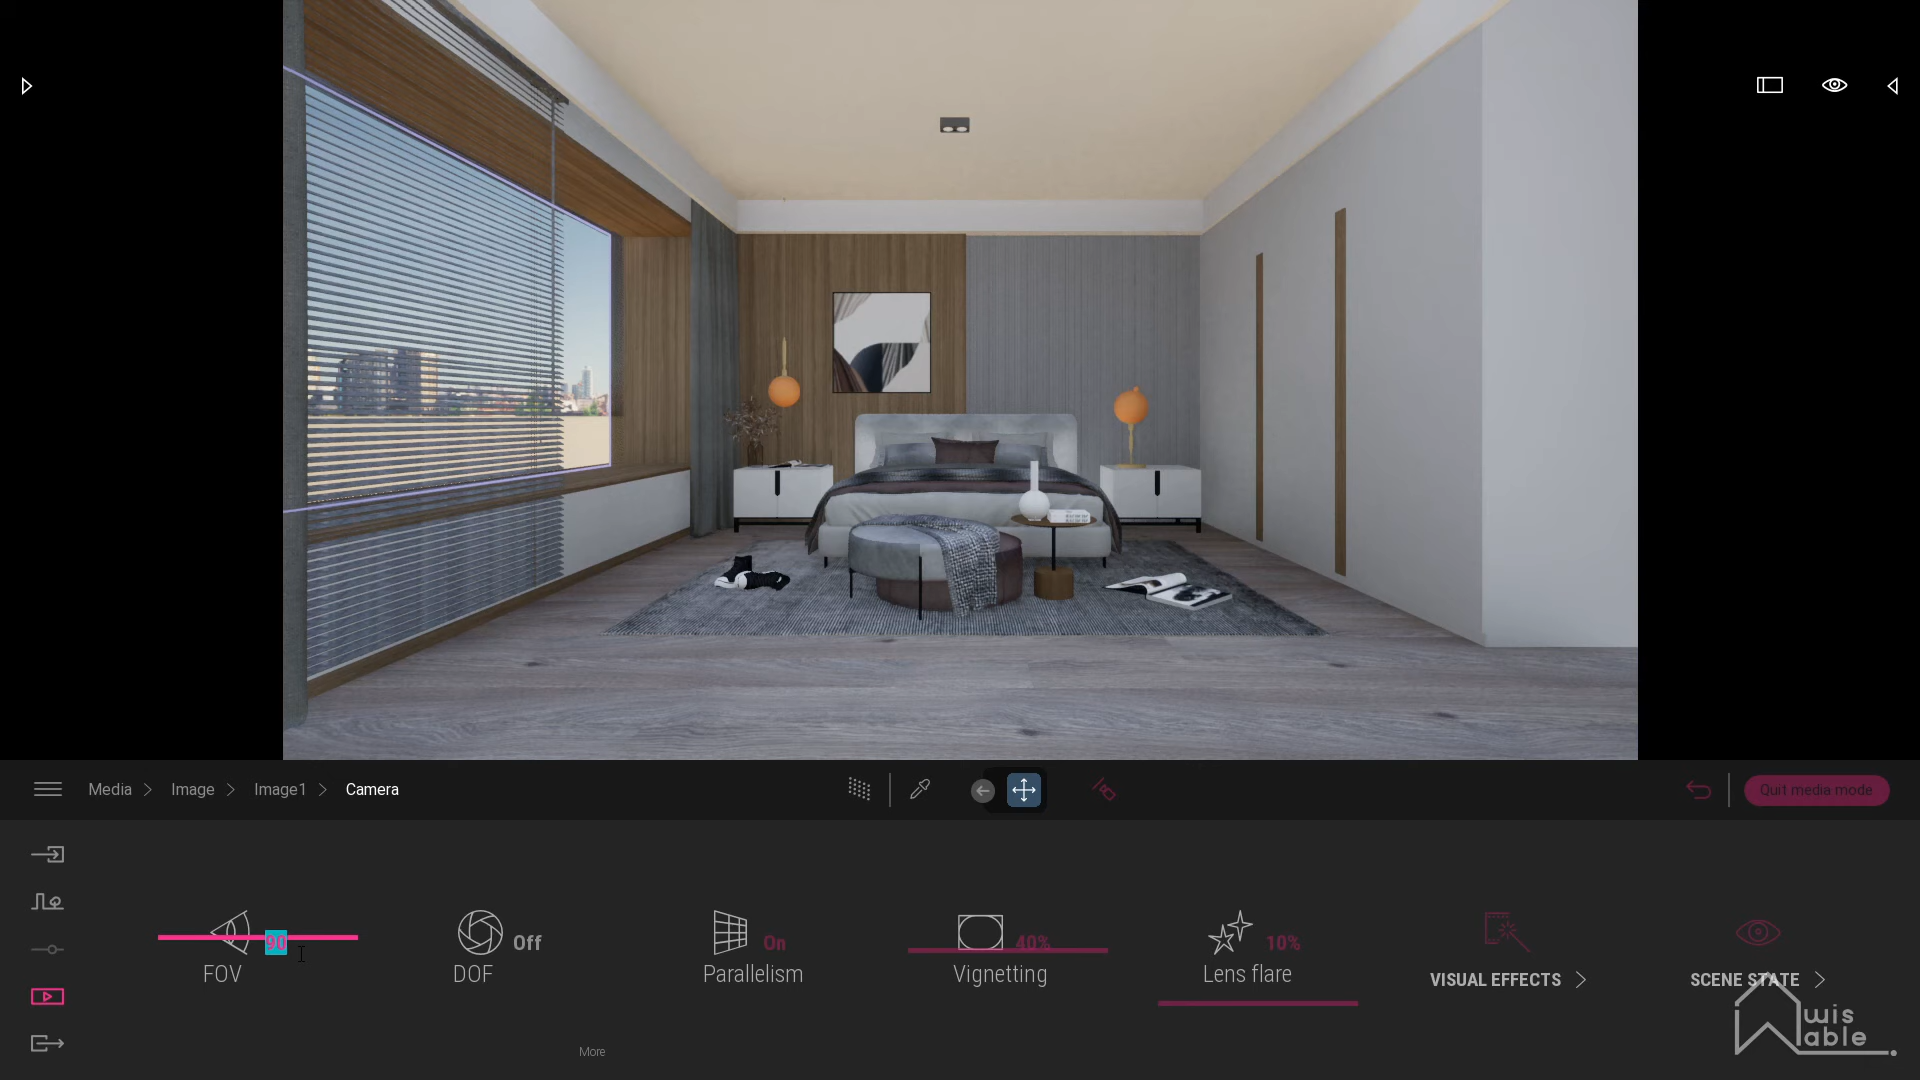 Media
Image
Image1
Camera
Quit media mode
90
FOV
Off
DOF
On
Parallelism
40%
Vignetting
10%
Lens flare
VISUAL EFFECTS
SCENE STATE
More
wis
able